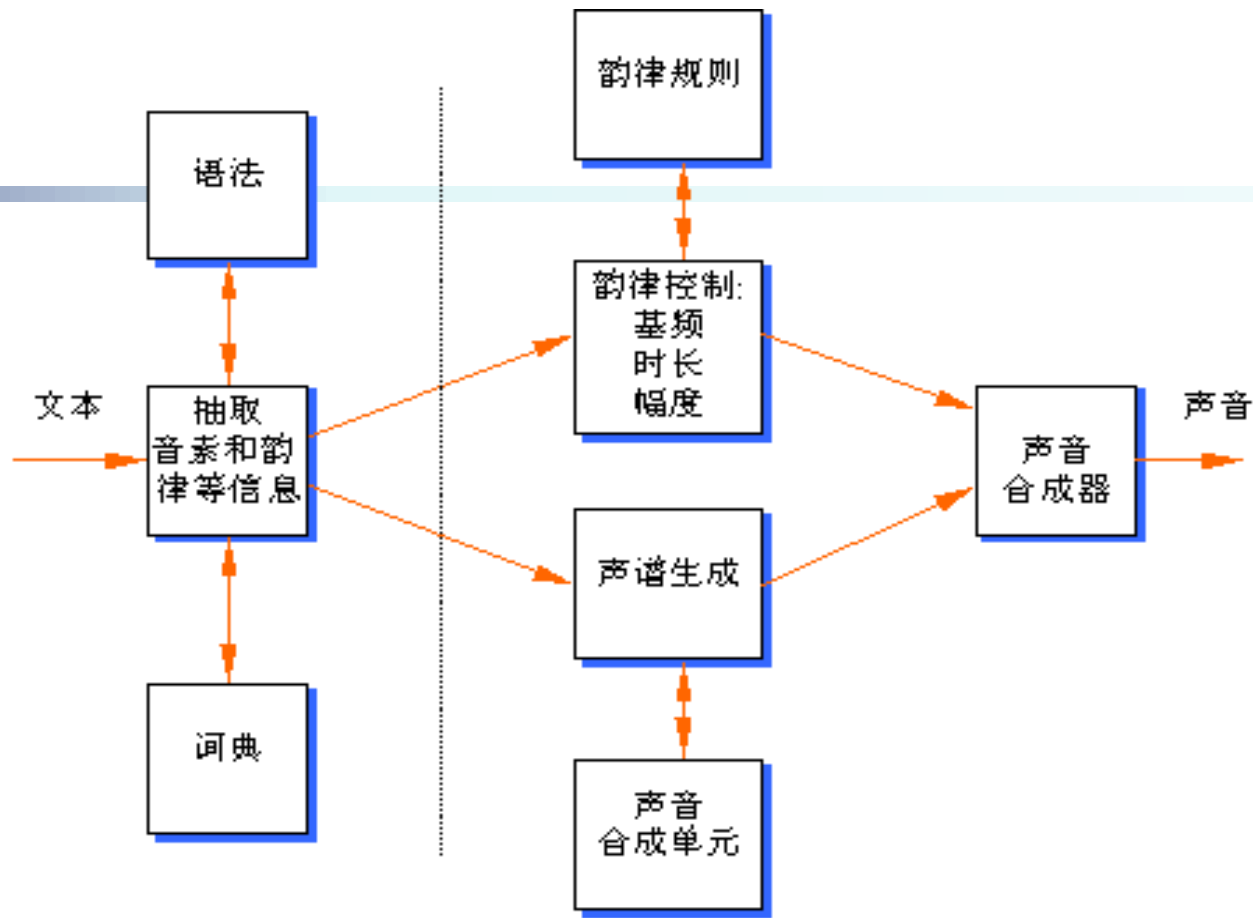 语法
文本
抽取
音素和韵
律等信息
词典
韵律规则
韵律控制:
基频
时长
幅度
声谱生成
声音
合成单元
声音
合成器
声音